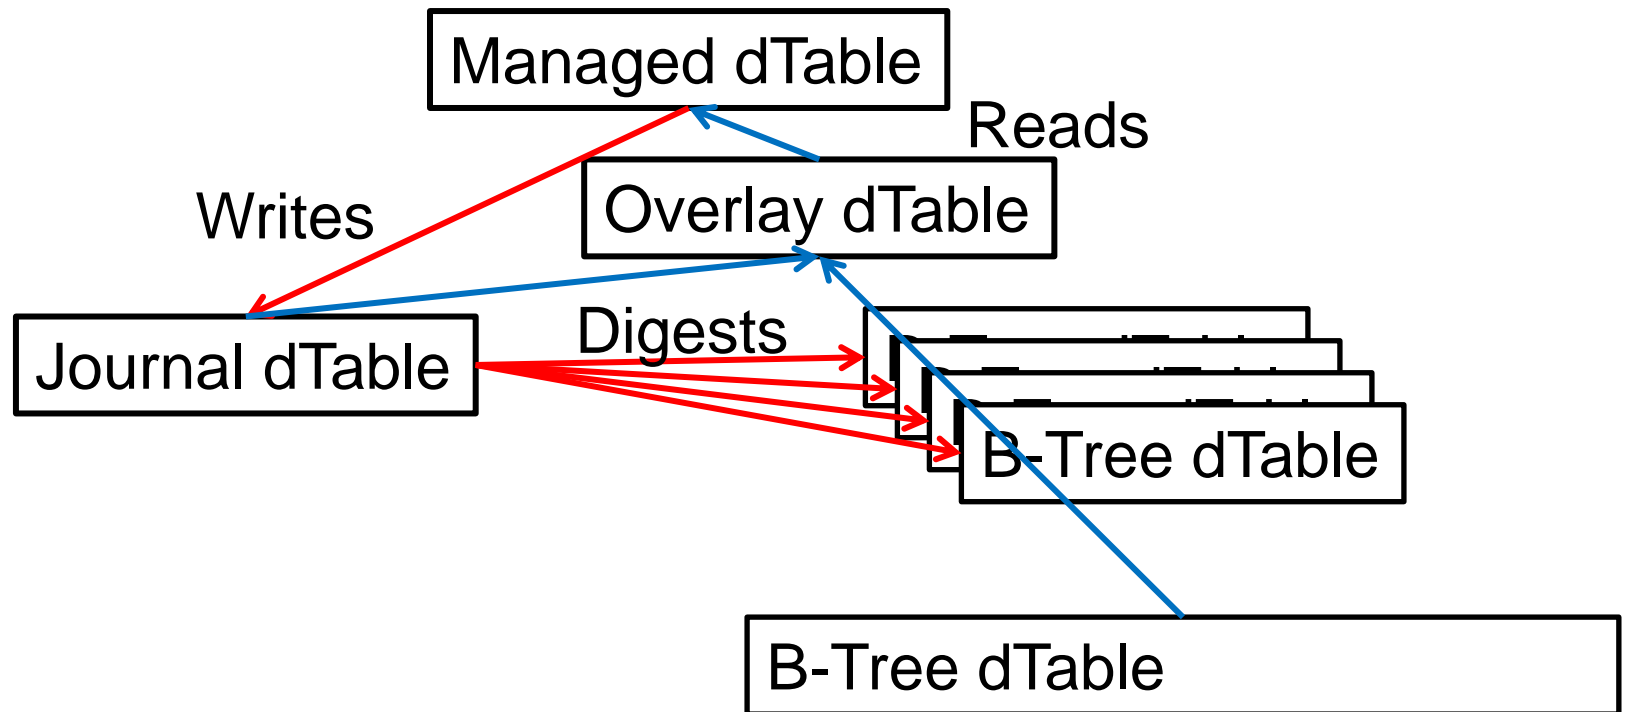 Managed dTable
Reads
Writes
Overlay dTable
Digests
Journal dTable
B-Tree dTable
B-Tree dTable